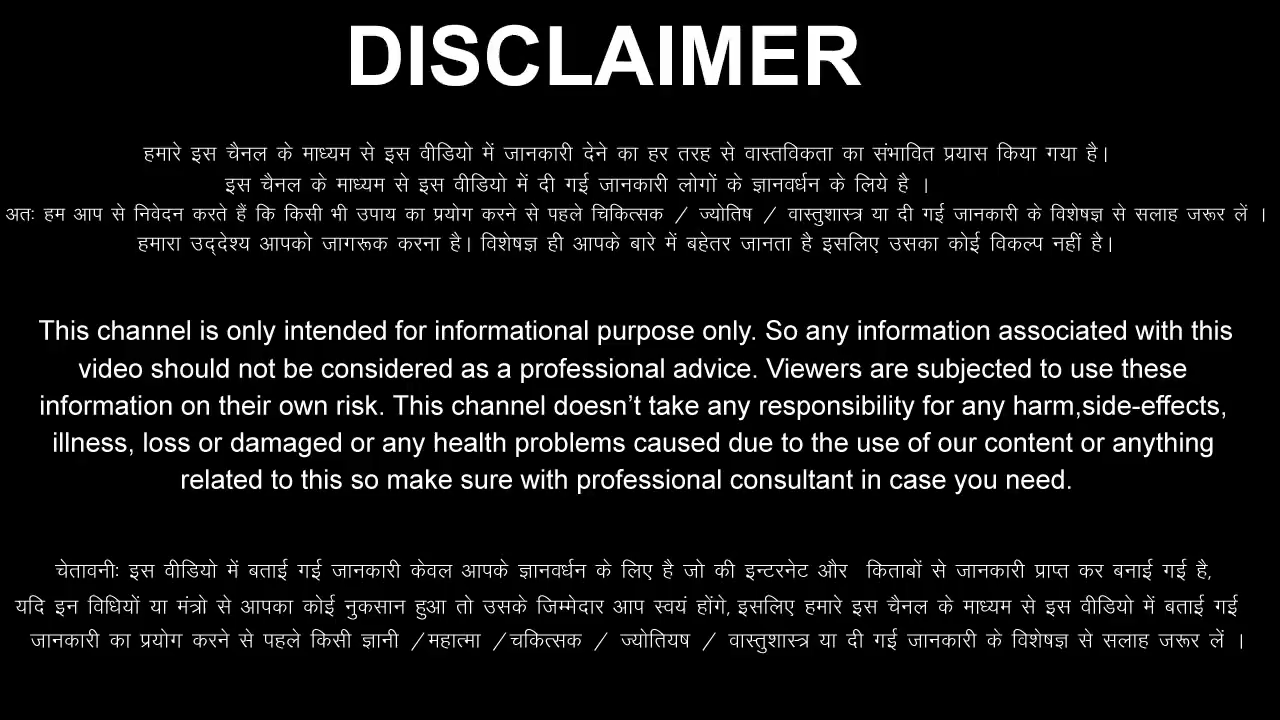 DISCLAIMER
हमारे इस चैनल के माध्यम से इस वीडियो में जानकारी देने का हर तरह से वास्तविकता का संभावित प्रयास किया गया है।
इस चैनल के माध्यम से इस वीडियो में दी गई जानकारी लोगों के ज्ञानवर्धन के लिये है ।
अतः हम आप से निवेदन करते हैं कि किसी भी उपाय का प्रयोग करने से पहले चिकित्सक / ज्योतिष / वास्तुशास्त्र या दी गई जानकारी के विशेषज्ञ से सलाह जरूर लें ।
हमारा उद्देश्य आपको जागरूक करना है। विशेषज्ञ ही आपके बारे में बहेतर जानता है इसलिए उसका कोई विकल्प नहीं है।
This channel is only intended for informational purpose only. So any information associated with this
video should not be considered as a professional advice. Viewers are subjected to use these
information on their own risk. This channel doesn’t take any responsibility for any harm,side-effects,
illness, loss or damaged or any health problems caused due to the use of our content or anything
related to this so make sure with professional consultant in case you need.
चेतावनीः इस वीडियो में बताई गई जानकारी केवल आपके ज्ञानवर्धन के लिए है जो की इन्टरनेट और किताबों से जानकारी प्राप्त कर बनाई गई है,
यदि इन विधियों या मंत्रो से आपका कोई नुकसान हुआ तो उसके जिम्मेदार आप स्वयं होंगे, इसलिए हमारे इस चैनल के माध्यम से इस वीडियो में बताई गई
जानकारी का प्रयोग करने से पहले किसी ज्ञानी /महात्मा /चकित्सक / ज्योतियष / वास्तुशास्त्र या दी गई जानकारी के विशेषज्ञ से सलाह जरूर लें ।